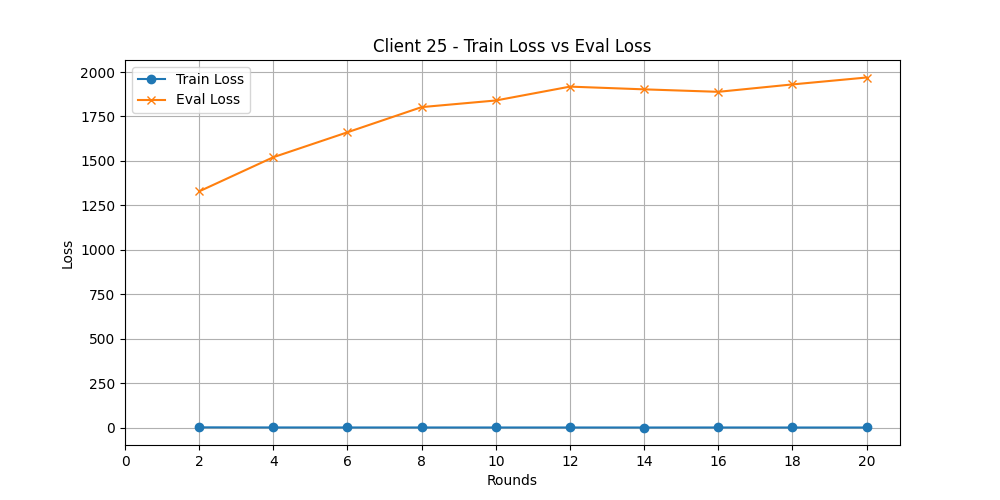 Client 25 - Train Loss vs Eval Loss
Train Loss
Eval Loss
2000
1750
1500
1250
1000
750
500
250
0
Loss
0 2 4 6 8 10 12 14 16 18 20
Rounds